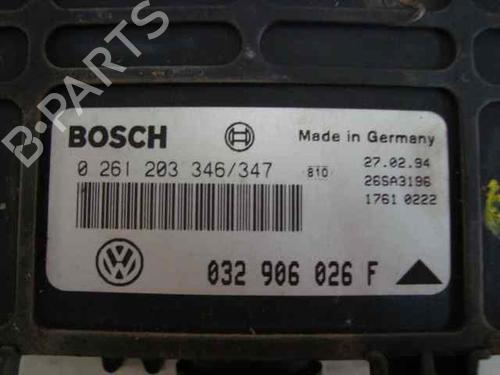 B-PARTS
BOSCH
Made in Germany
0 261 203 346/347
810
27.02.94
26SA3196
1761 0222
032 906 026 F